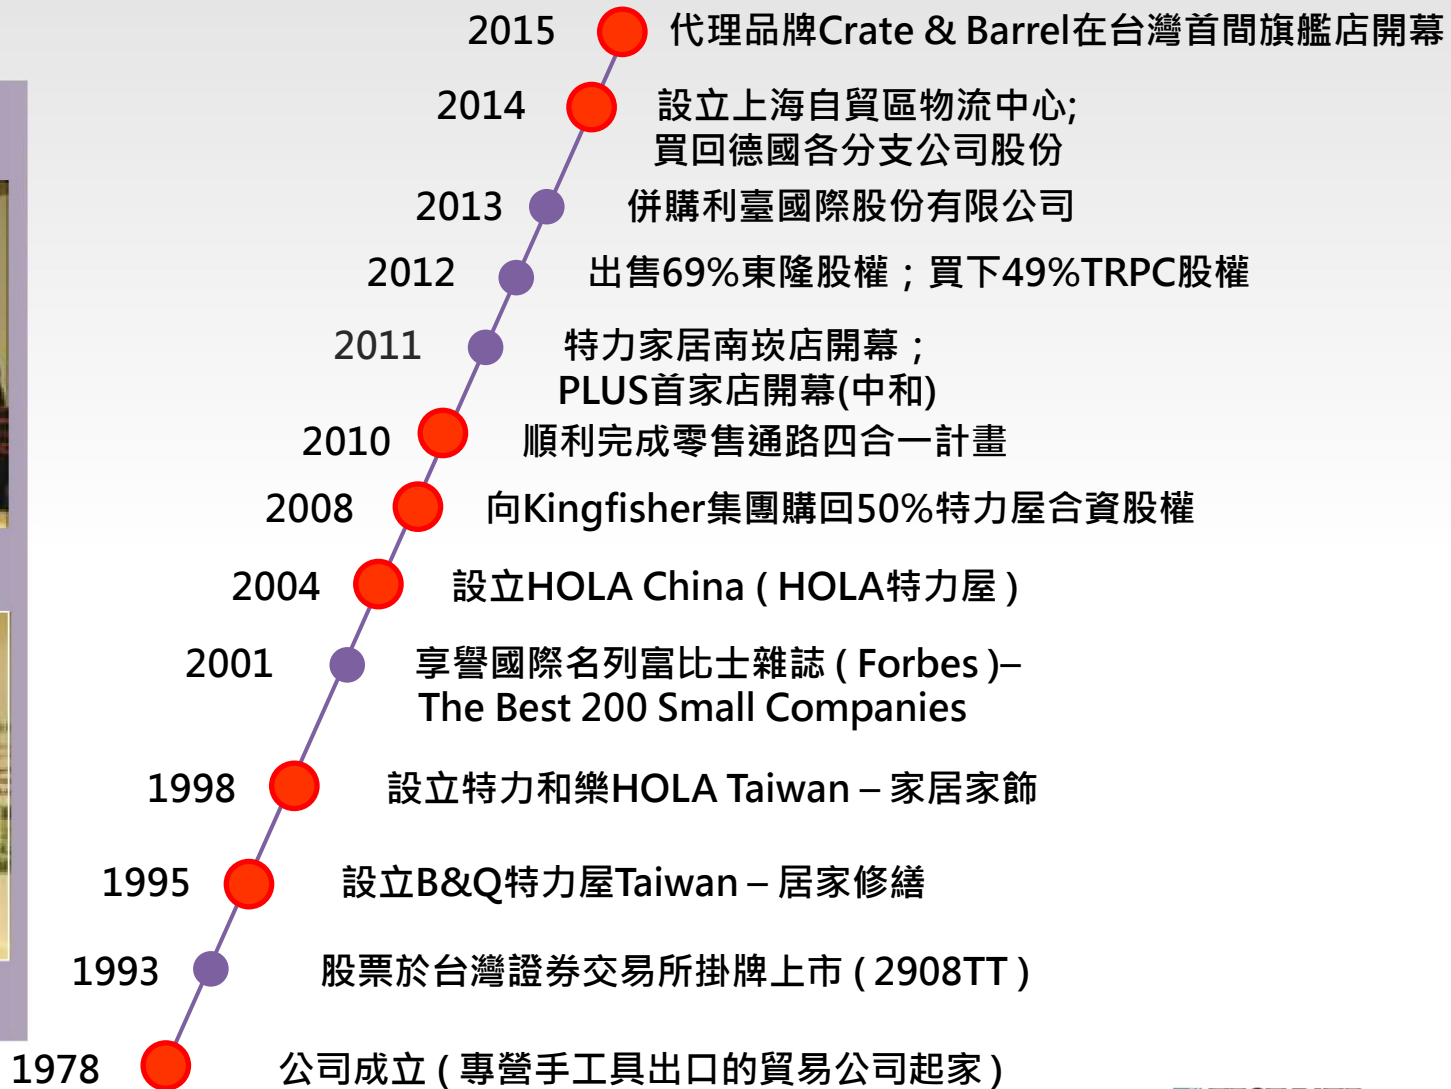 2015 代理品牌Crate & Barrel在台灣首間旗艦店開幕
2014 設立上海自貿區物流中心;
買回德國各分支公司股份
2013 併購利臺國際股份有限公司
2012 出售69%東隆股權；買下49%TRPC股權
2011 特力家居南崁店開幕；
PLUS首家店開幕(中和)
2010 順利完成零售通路四合一計畫
2008 向Kingfisher集團購回50%特力屋合資股權
2004 設立HOLA China ( HOLA特力屋 )
2001 享譽國際名列富比士雜誌 ( Forbes )–
The Best 200 Small Companies
1998 設立特力和樂HOLA Taiwan – 家居家飾
1995 設立B&Q特力屋Taiwan – 居家修繕
1993 股票於台灣證券交易所掛牌上市 ( 2908TT )
1978 公司成立 ( 專營手工具出口的貿易公司起家 )